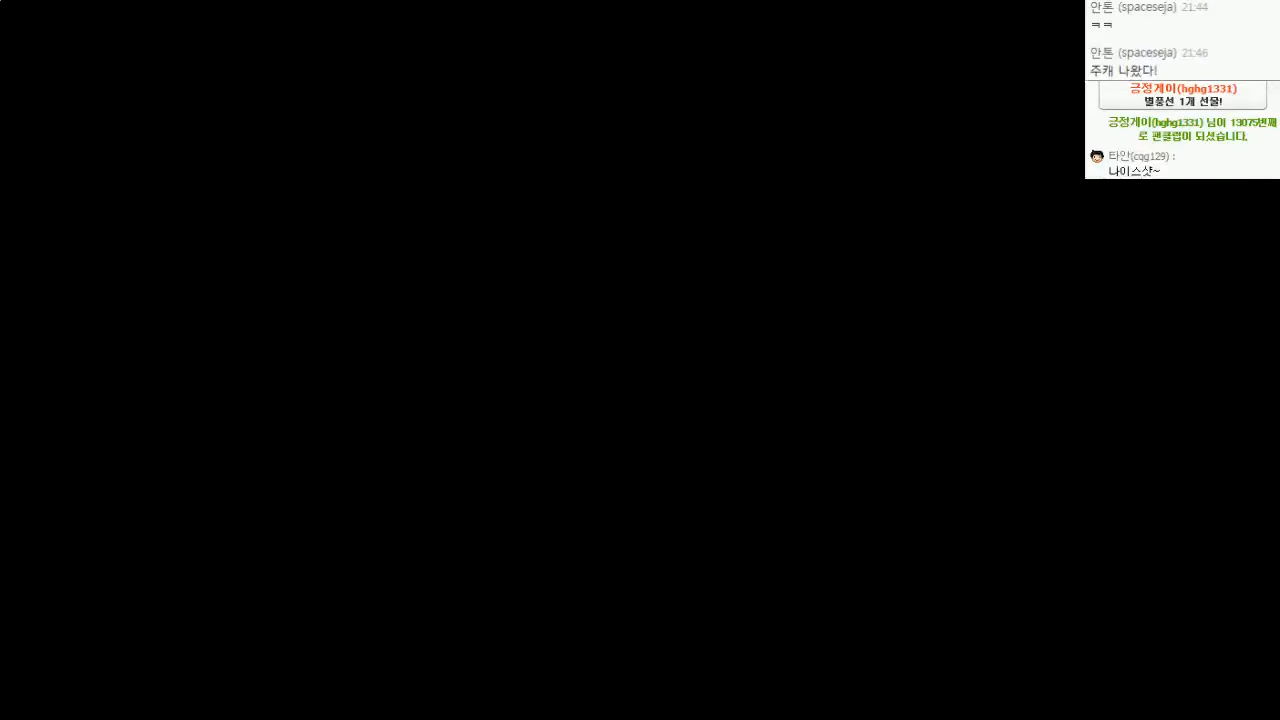 안톤 (spaceseja) 21:44
ㅋㅋ
안톤 (spaceseja) 21:46
주캐 나왔다!
긍정게이(hghg1331)
별풍선 1개 선물!
긍정게이(hghg1331) 님이 13075번째
로 팬클럽이 되셨습니다.
타안(cqg129) :
나이스샷~